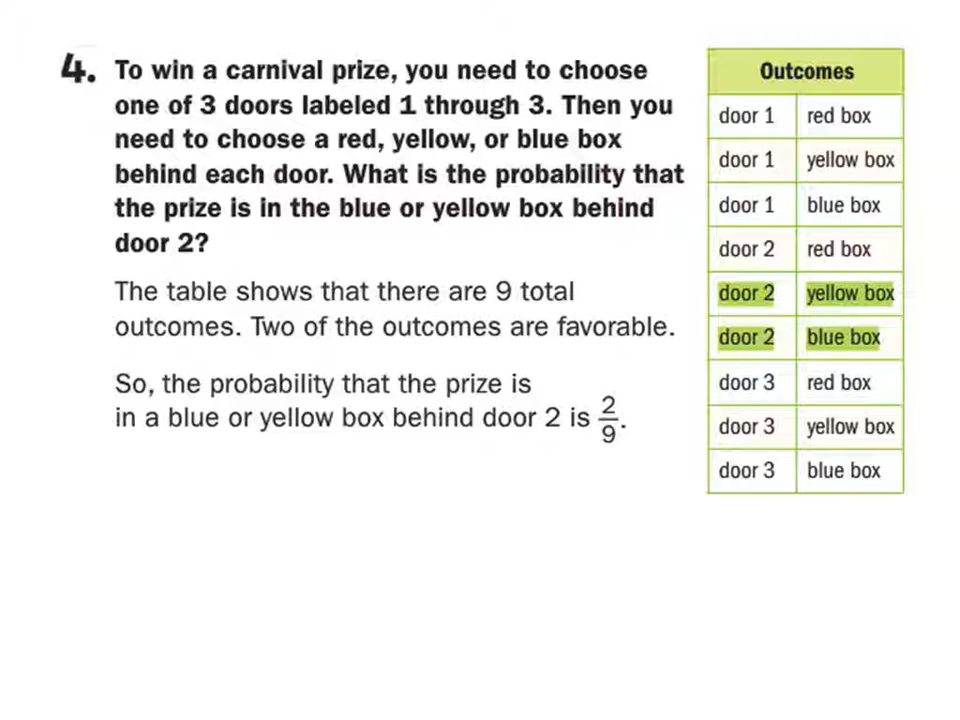 4. To win a carnival prize, you need to choose
one of 3 doors labeled 1 through 3. Then you
need to choose a red, yellow, or blue box
behind each door. What is the probability that
the prize is in the blue or yellow box behind
door 2?
The table shows that there are 9 total
outcomes. Two of the outcomes are favorable.
So, the probability that the prize is
in a blue or yellow box behind door 2 is 2/9.
Outcomes
door 1 red box
door 1 yellow box
door 1 blue box
door 2 red box
door 2 yellow box
door 2 blue box
door 3 red box
door 3 yellow box
door 3 blue box